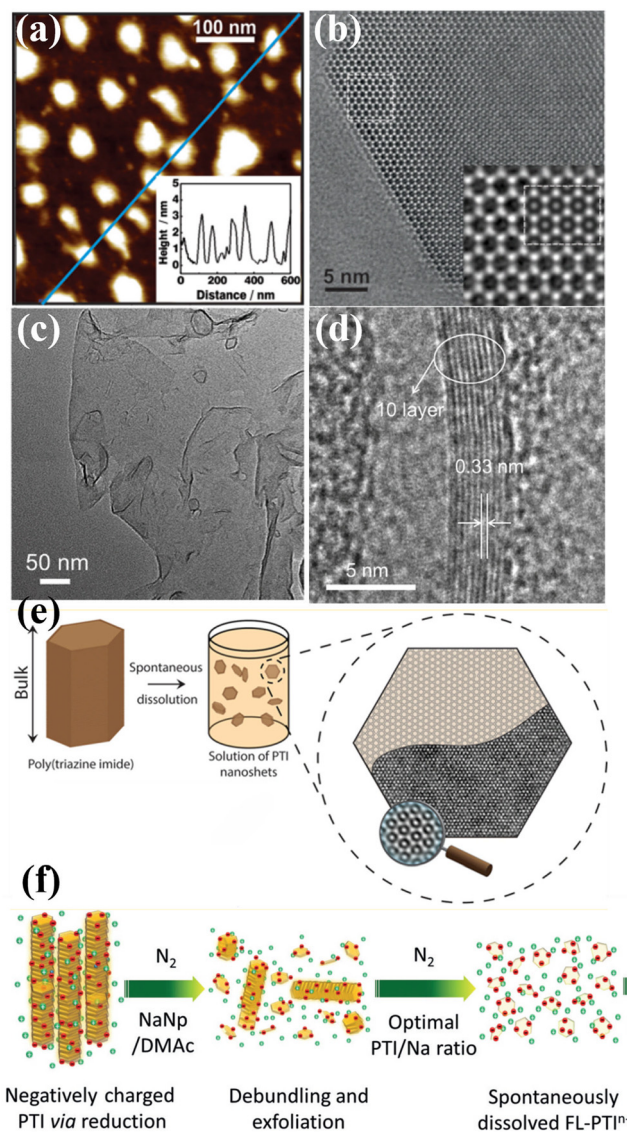 (a)
100 nm
Height / nm
5
4
3
2
1
0
0 200 400 600
Distance / nm
(b)
5 nm
(c)
50 nm
(d)
10 layer
0.33 nm
5 nm
(e)
Bulk
Poly(triazine imide)
Spontaneous
dissolution
Solution of PTI
nanoshets
(f)
N₂
NaNp
/DMAc
N₂
Optimal
PTI/Na ratio
Negatively charged
PTI via reduction
Debundling and
exfoliation
Spontaneously
dissolved FL-PTIⁿ⁻